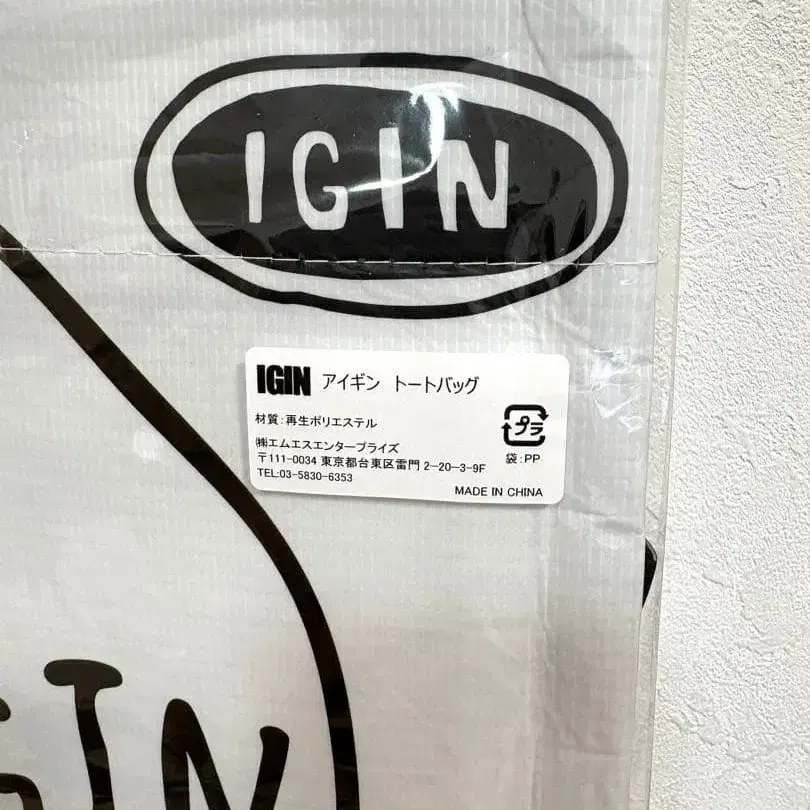 IGIN
IGIN アイギン トートバッグ
材質:再生ポリエステル
プラ
袋:PP
㈱エムエスエンタープライズ
〒111-0034 東京都台東区雷門 2-20-3-9F
TEL:03-5830-6353
MADE IN CHINA
GIN